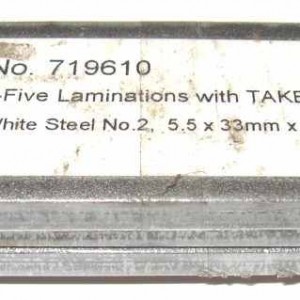 No. 719610
-Five Laminations with TAKE
White Steel No.2, 5.5 x 33mm x